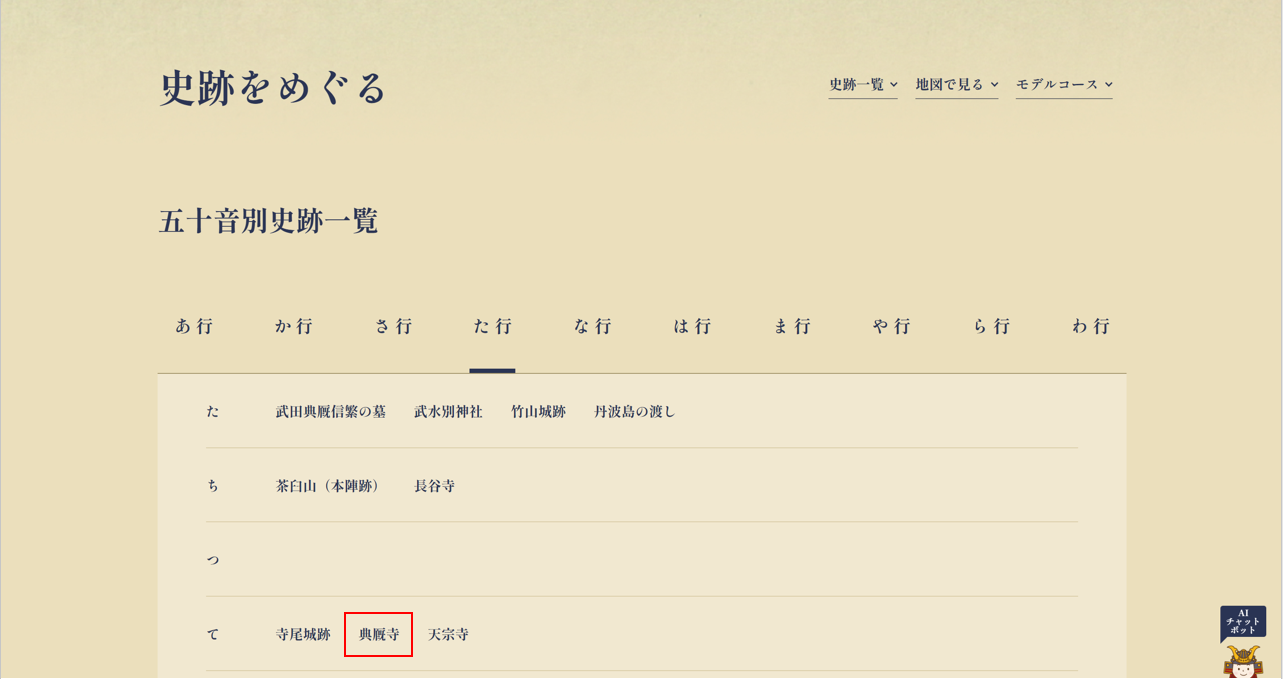 史跡をめぐる
史跡一覧 地図で見る モデルコース
五十音別史跡一覧
あ行 か行 さ行 た行 な行 は行 ま行 や行 ら行 わ行
た 武田典厩信繁の墓 武水別神社 竹山城跡 丹波島の渡し
ち 茶臼山（本陣跡） 長谷寺
つ
て 寺尾城跡 典厩寺 天宗寺
AI
チャット
ボット